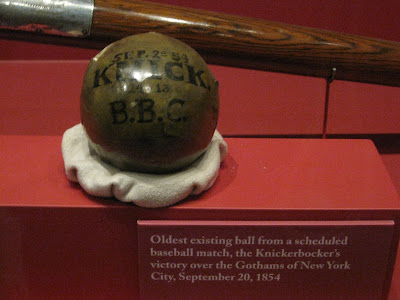 KNICK.
B.B.C.
Oldest existing ball from a scheduled
baseball match, the Knickerbocker's
victory over the Gothams of New York
City, September 20, 1854